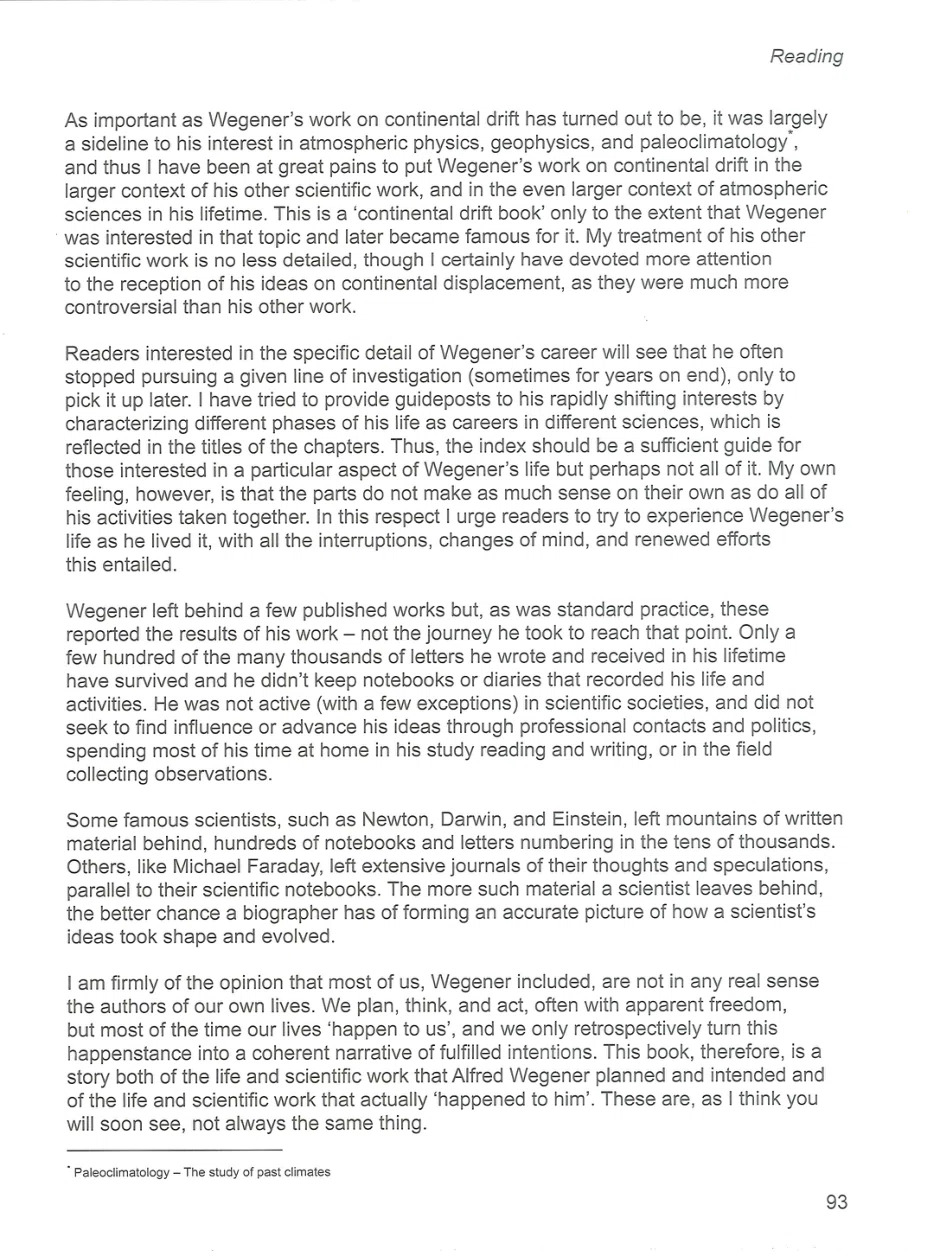 Reading
As important as Wegener's work on continental drift has turned out to be, it was largely
a sideline to his interest in atmospheric physics, geophysics, and paleoclimatology*,
and thus I have been at great pains to put Wegener's work on continental drift in the
larger context of his other scientific work, and in the even larger context of atmospheric
sciences in his lifetime. This is a 'continental drift book' only to the extent that Wegener
was interested in that topic and later became famous for it. My treatment of his other
scientific work is no less detailed, though I certainly have devoted more attention
to the reception of his ideas on continental displacement, as they were much more
controversial than his other work.
Readers interested in the specific detail of Wegener's career will see that he often
stopped pursuing a given line of investigation (sometimes for years on end), only to
pick it up later. I have tried to provide guideposts to his rapidly shifting interests by
characterizing different phases of his life as careers in different sciences, which is
reflected in the titles of the chapters. Thus, the index should be a sufficient guide for
those interested in a particular aspect of Wegener's life but perhaps not all of it. My own
feeling, however, is that the parts do not make as much sense on their own as do all of
his activities taken together. In this respect I urge readers to try to experience Wegener's
life as he lived it, with all the interruptions, changes of mind, and renewed efforts
this entailed.
Wegener left behind a few published works but, as was standard practice, these
reported the results of his work – not the journey he took to reach that point. Only a
few hundred of the many thousands of letters he wrote and received in his lifetime
have survived and he didn't keep notebooks or diaries that recorded his life and
activities. He was not active (with a few exceptions) in scientific societies, and did not
seek to find influence or advance his ideas through professional contacts and politics,
spending most of his time at home in his study reading and writing, or in the field
collecting observations.
Some famous scientists, such as Newton, Darwin, and Einstein, left mountains of written
material behind, hundreds of notebooks and letters numbering in the tens of thousands.
Others, like Michael Faraday, left extensive journals of their thoughts and speculations,
parallel to their scientific notebooks. The more such material a scientist leaves behind,
the better chance a biographer has of forming an accurate picture of how a scientist's
ideas took shape and evolved.
I am firmly of the opinion that most of us, Wegener included, are not in any real sense
the authors of our own lives. We plan, think, and act, often with apparent freedom,
but most of the time our lives 'happen to us', and we only retrospectively turn this
happenstance into a coherent narrative of fulfilled intentions. This book, therefore, is a
story both of the life and scientific work that Alfred Wegener planned and intended and
of the life and scientific work that actually 'happened to him'. These are, as I think you
will soon see, not always the same thing.
* Paleoclimatology – The study of past climates
93